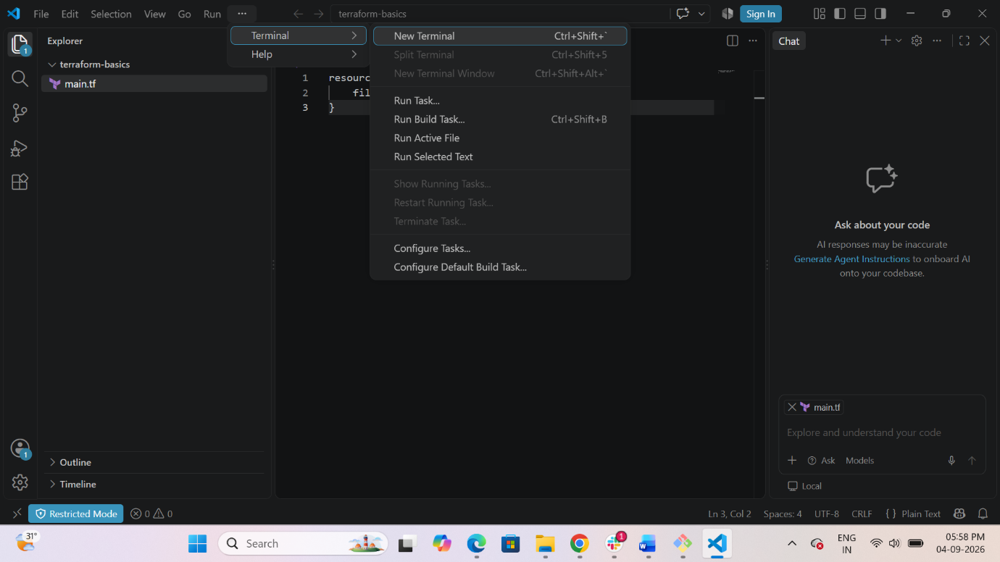 File Edit Selection View Go Run ··· terraform-basics Sign In
Explorer
1
terraform-basics
main.tf
Terminal
Help
New Terminal Ctrl+Shift+`
Split Terminal Ctrl+Shift+5
New Terminal Window Ctrl+Shift+Alt+`
Run Task...
Run Build Task... Ctrl+Shift+B
Run Active File
Run Selected Text
Show Running Tasks...
Restart Running Task...
Terminate Task...
Configure Tasks...
Configure Default Build Task...
1 resourc
2 fil
3 }
Chat
Ask about your code
AI responses may be inaccurate
Generate Agent Instructions to onboard AI
onto your codebase.
main.tf
Explore and understand your code
Ask Models
Local
1
Outline
Timeline
Restricted Mode 0 0 Ln 3, Col 2 Spaces: 4 UTF-8 CRLF { } Plain Text
31° Search 1 ENG
IN
05:58 PM
04-09-2026